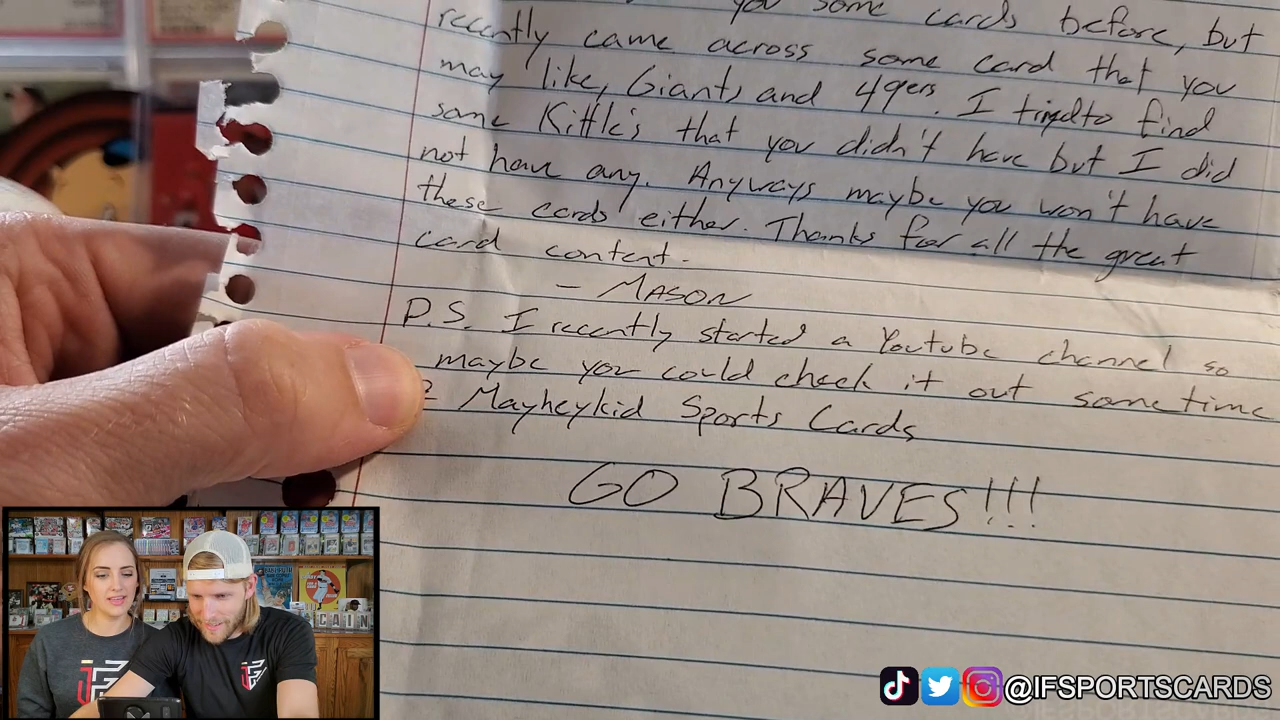 you some cards before, but
recently came across some card that you
may like, Giants and 49ers. I tried to find
some Kittle's that you didn't have but I did
not have any. Anyways maybe you won't have
these cards either. Thanks for all the great
card content.
- MASON
P.S. I recently started a Youtube channel so
maybe you could check it out sometime
Mayheykid Sports Cards
GO BRAVES!!!
CAIN
@IFSPORTSCARDS